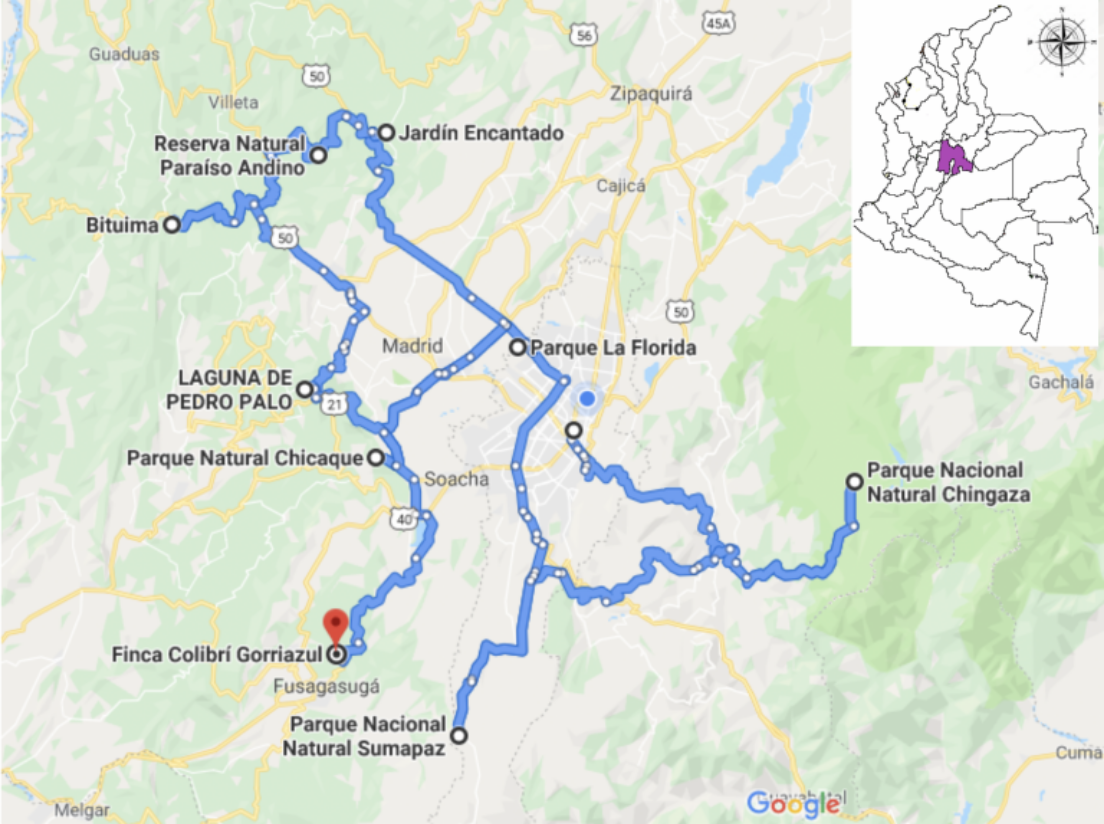 45A
56
Guaduas
50
Zipaquirá
Villeta
Jardín Encantado
Reserva Natural
Paraíso Andino
Cajicá
Bituima
50
50
Madrid
Parque La Florida
LAGUNA DE
PEDRO PALO
21
Gachalá
Parque Natural Chicaque
Soacha
Parque Nacional
Natural Chingaza
40
Finca Colibrí Gorriazul
Fusagasugá
Parque Nacional
Natural Sumapaz
Cuma
Melgar
Google